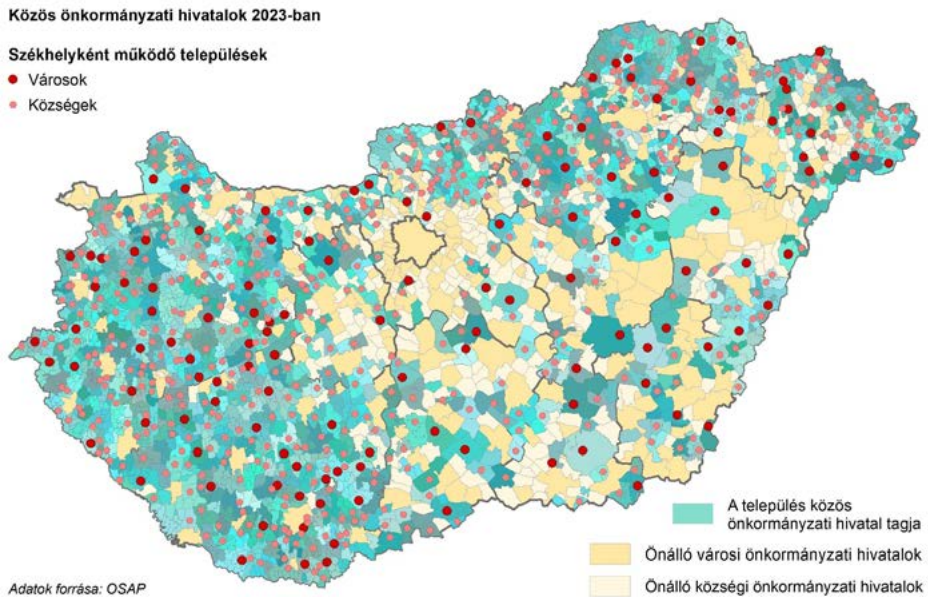 Közös önkormányzati hivatalok 2023-ban
Székhelyként működő települések
Városok
Községek
A település közös
önkormányzati hivatal tagja
Önálló városi önkormányzati hivatalok
Önálló községi önkormányzati hivatalok
Adatok forrása: OSAP